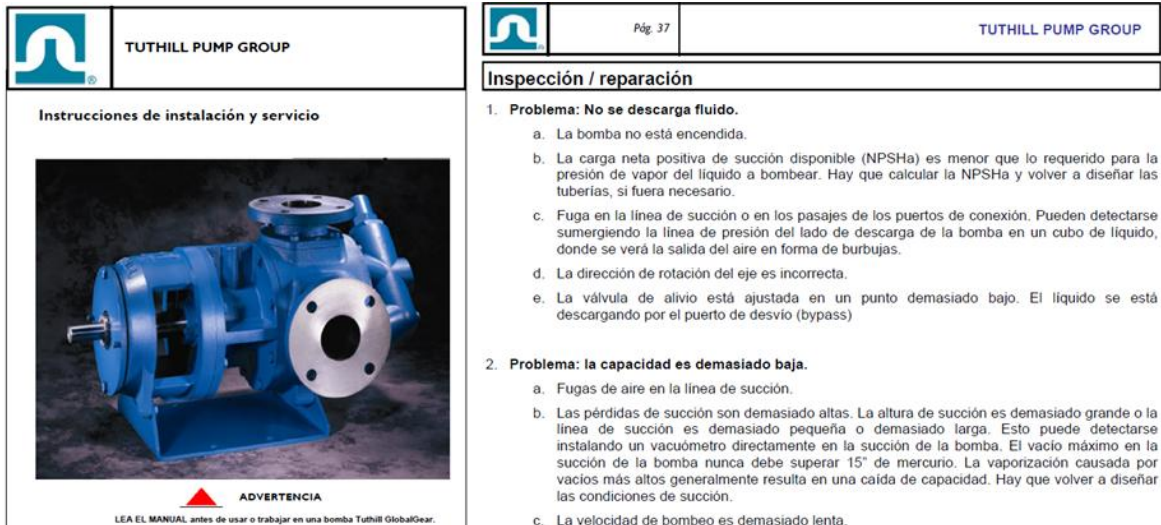 TUTHILL PUMP GROUP
®
Instrucciones de instalación y servicio
ADVERTENCIA
LEA EL MANUAL antes de usar o trabajar en una bomba Tuthill GlobalGear.
Pág. 37
TUTHILL PUMP GROUP
Inspección / reparación
1. Problema: No se descarga fluido.
a. La bomba no está encendida.
b. La carga neta positiva de succión disponible (NPSHa) es menor que lo requerido para la
presión de vapor del líquido a bombear. Hay que calcular la NPSHa y volver a diseñar las
tuberías, si fuera necesario.
c. Fuga en la línea de succión o en los pasajes de los puertos de conexión. Pueden detectarse
sumergiendo la línea de presión del lado de descarga de la bomba en un cubo de líquido,
donde se verá la salida del aire en forma de burbujas.
d. La dirección de rotación del eje es incorrecta.
e. La válvula de alivio está ajustada en un punto demasiado bajo. El líquido se está
descargando por el puerto de desvío (bypass)
2. Problema: la capacidad es demasiado baja.
a. Fugas de aire en la línea de succión.
b. Las pérdidas de succión son demasiado altas. La altura de succión es demasiado grande o la
línea de succión es demasiado pequeña o demasiado larga. Esto puede detectarse
instalando un vacuómetro directamente en la succión de la bomba. El vacío máximo en la
succión de la bomba nunca debe superar 15" de mercurio. La vaporización causada por
vacíos más altos generalmente resulta en una caída de capacidad. Hay que volver a diseñar
las condiciones de succión.
c. La velocidad de bombeo es demasiado lenta.